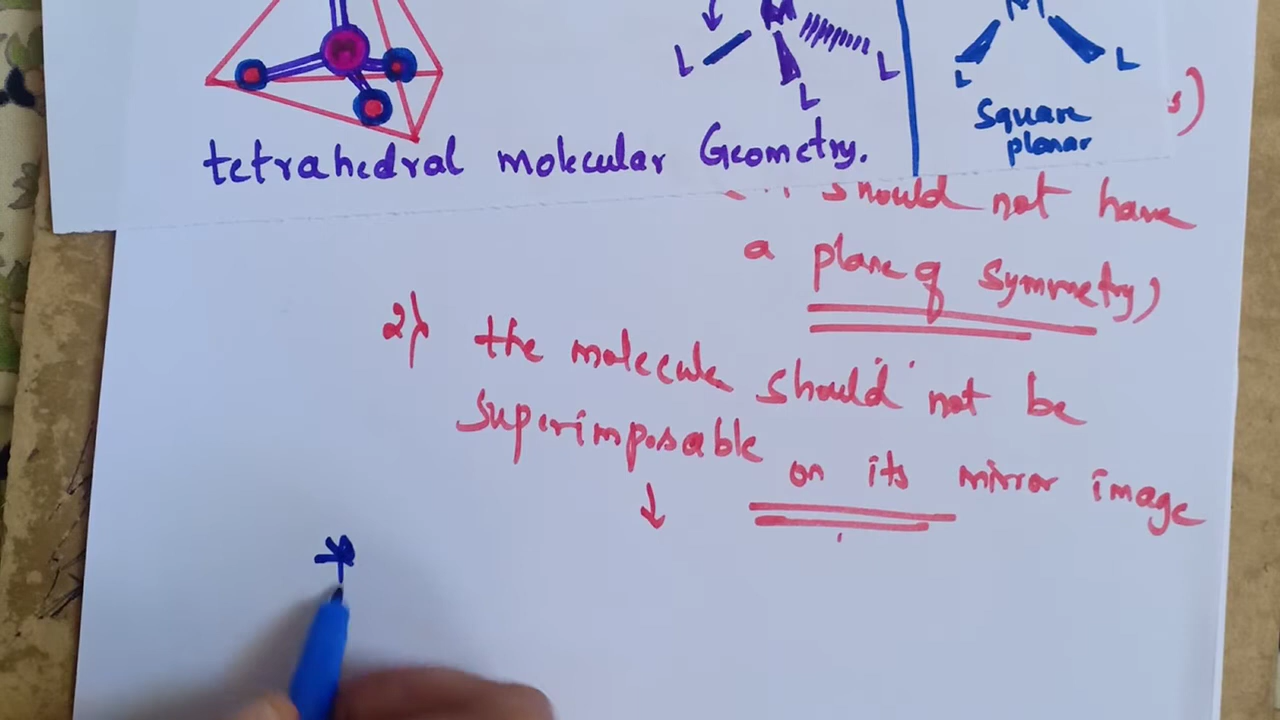 M
L
L
L
M
L
L
Square
planar
s)
tetrahedral molecular Geometry.
should not have
a plane of symmetry)
2) the molecule should not be
superimposable on its mirror image